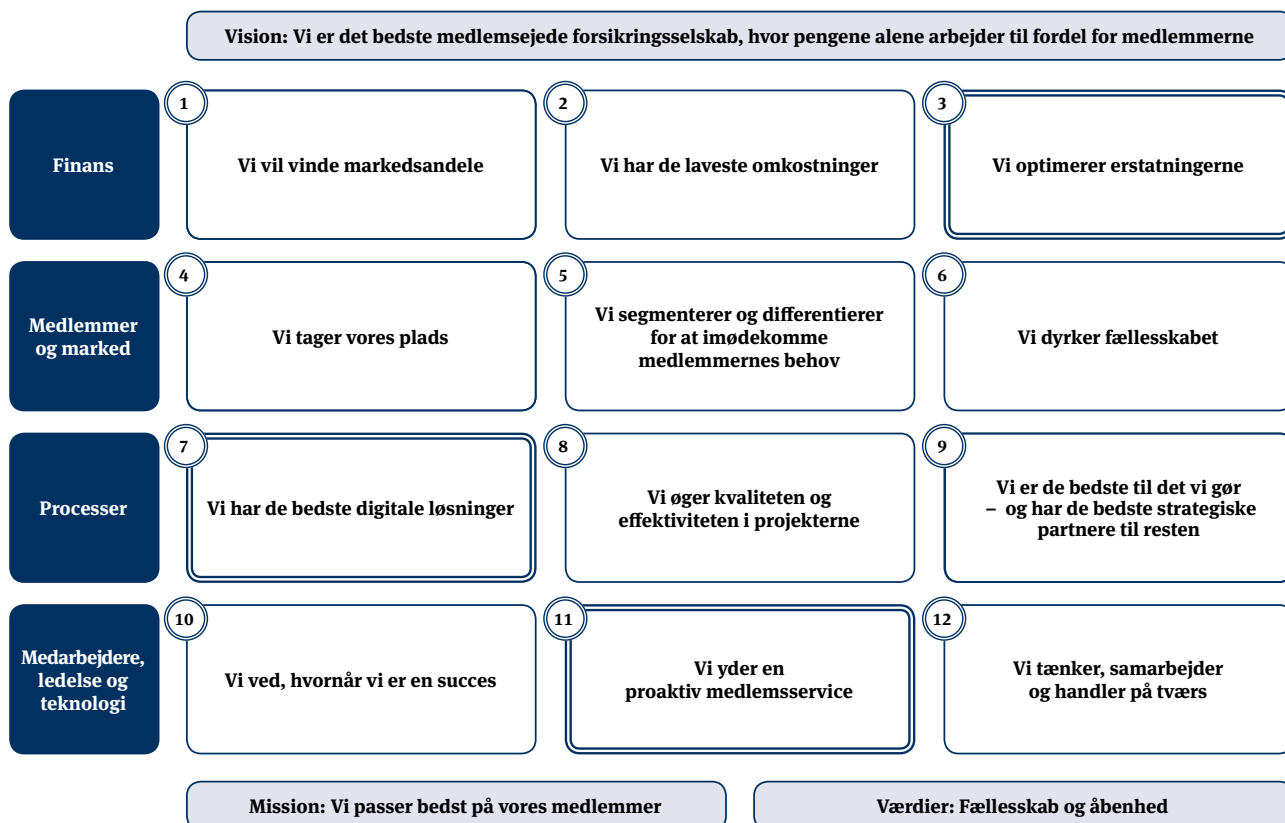 Vision: Vi er det bedste medlemsejede forsikringsselskab, hvor pengene alene arbejder til fordel for medlemmerne
Finans
1
Vi vil vinde markedsandele
2
Vi har de laveste omkostninger
3
Vi optimerer erstatningerne
Medlemmer
og marked
4
Vi tager vores plads
5
Vi segmenterer og differentierer
for at imødekomme
medlemmernes behov
6
Vi dyrker fællesskabet
Processer
7
Vi har de bedste digitale løsninger
8
Vi øger kvaliteten og
effektiviteten i projekterne
9
Vi er de bedste til det vi gør
– og har de bedste strategiske
partnere til resten
Medarbejdere,
ledelse og
teknologi
10
Vi ved, hvornår vi er en succes
11
Vi yder en
proaktiv medlemsservice
12
Vi tænker, samarbejder
og handler på tværs
Mission: Vi passer bedst på vores medlemmer
Værdier: Fællesskab og åbenhed